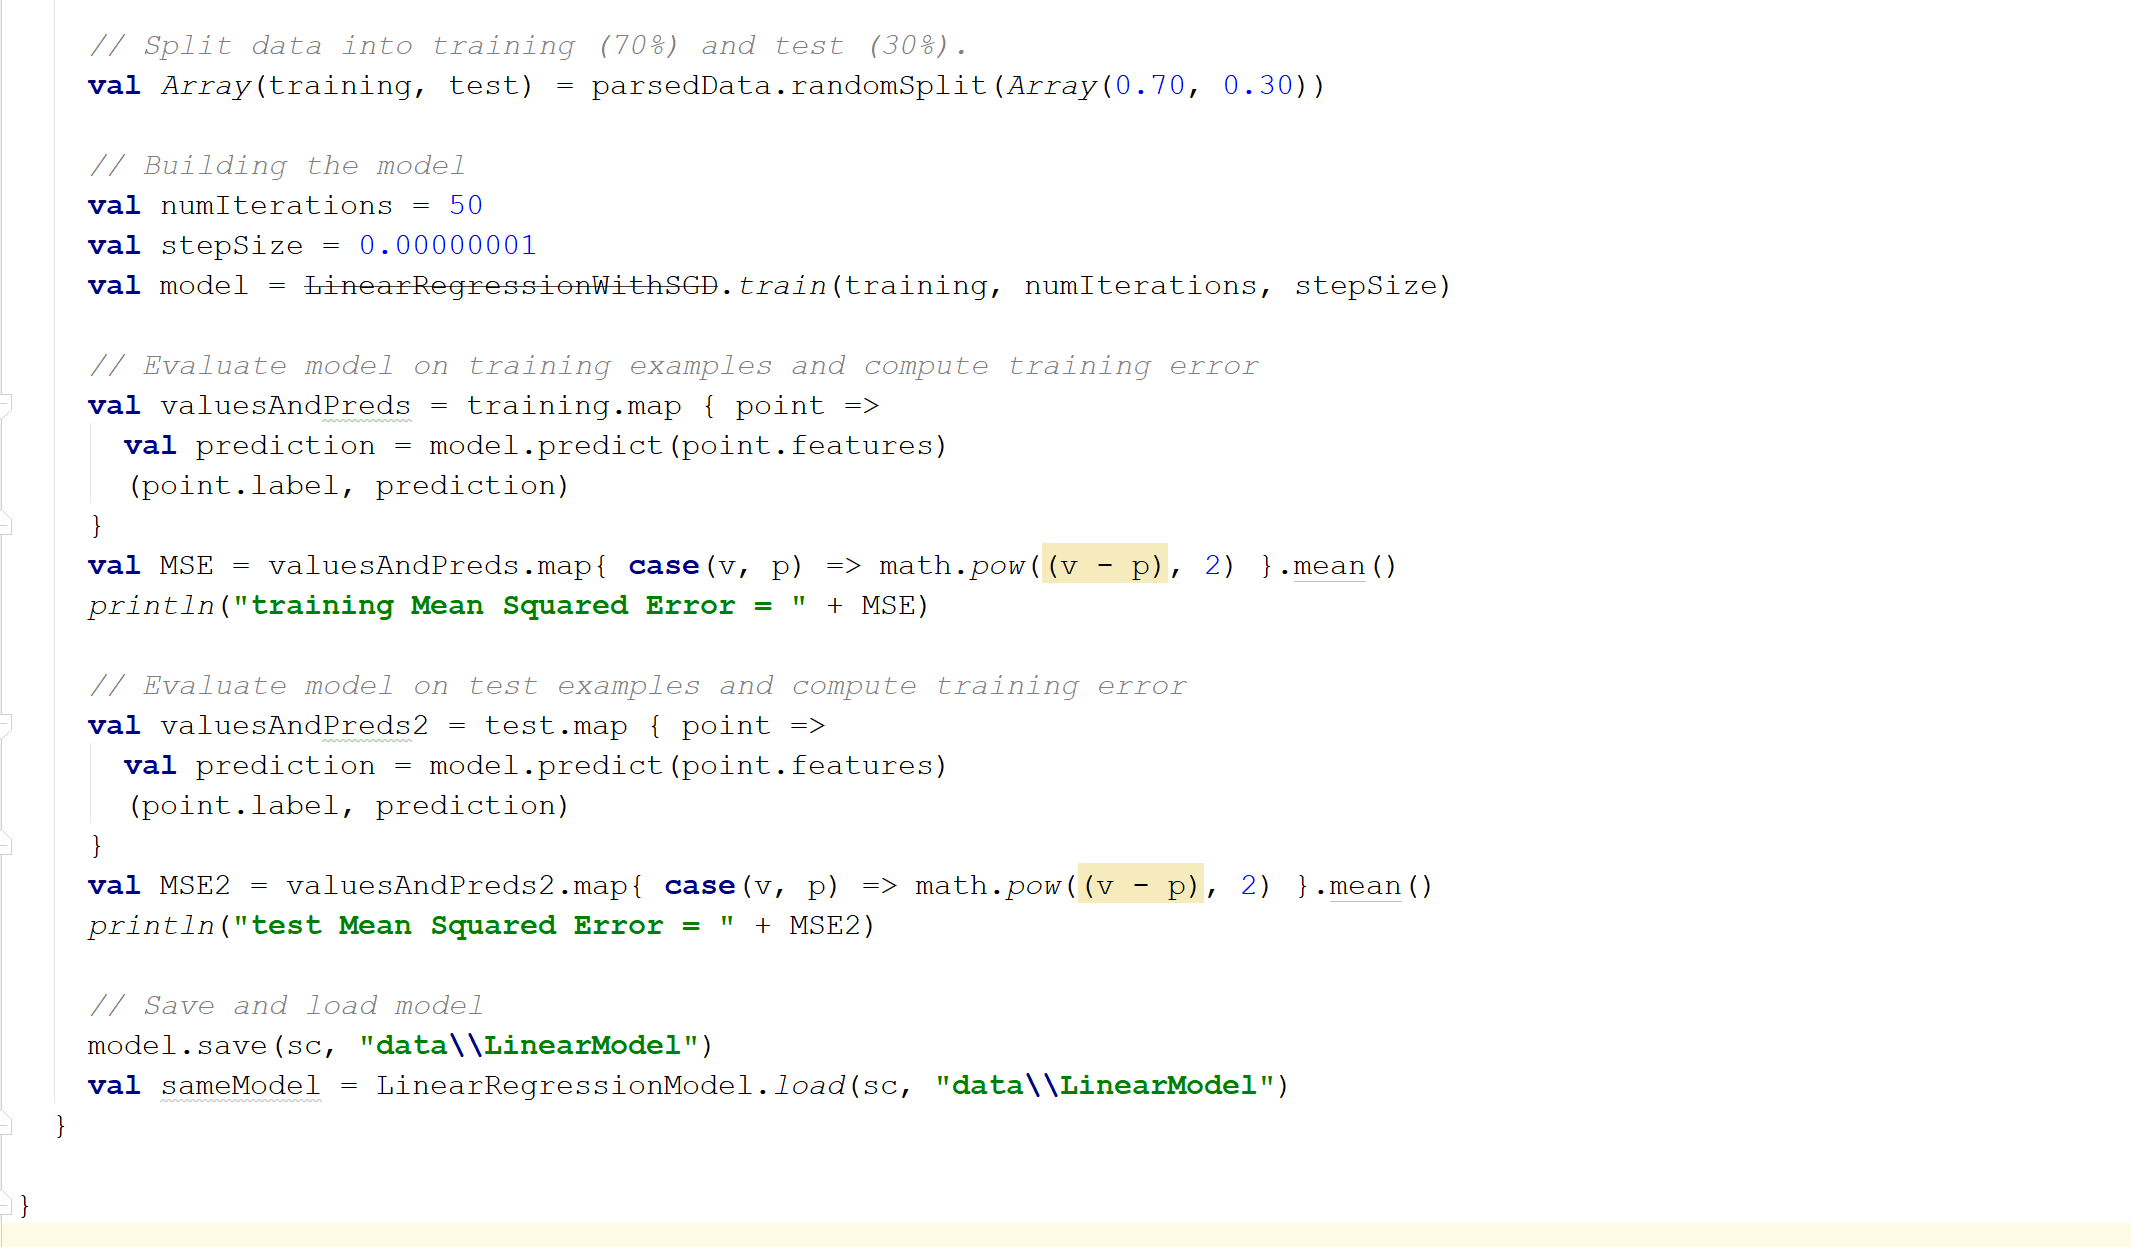 // Split data into training (70%) and test (30%).
val Array(training, test) = parsedData.randomSplit(Array(0.70, 0.30))
// Building the model
val numIterations = 50
val stepSize = 0.00000001
val model = LinearRegressionWithSGD.train(training, numIterations, stepSize)
// Evaluate model on training examples and compute training error
val valuesAndPreds = training.map { point =>
val prediction = model.predict(point.features)
(point.label, prediction)
}
val MSE = valuesAndPreds.map{ case(v, p) => math.pow((v - p), 2) }.mean()
println("training Mean Squared Error = " + MSE)
// Evaluate model on test examples and compute training error
val valuesAndPreds2 = test.map { point =>
val prediction = model.predict(point.features)
(point.label, prediction)
}
val MSE2 = valuesAndPreds2.map{ case(v, p) => math.pow((v - p), 2) }.mean()
println("test Mean Squared Error = " + MSE2)
// Save and load model
model.save(sc, "data\\LinearModel")
val sameModel = LinearRegressionModel.load(sc, "data\\LinearModel")
}
}